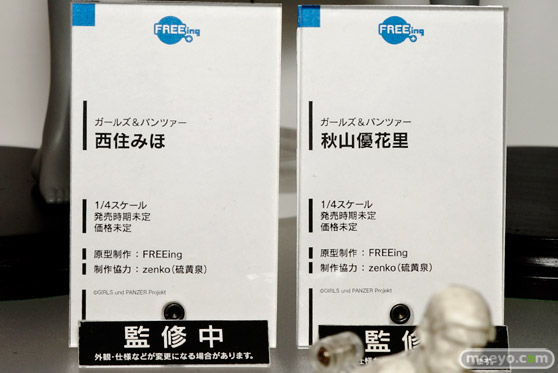 FREEing
ガールズ&パンツァー
西住みほ
1/4スケール
発売時期未定
価格未定
原型制作：FREEing
制作協力：zenko（硫黄泉）
©GIRLS und PANZER Projekt
監修中
外観・仕様などが変更になる場合があります。
FREEing
ガールズ&パンツァー
秋山優花里
1/4スケール
発売時期未定
価格未定
原型制作：FREEing
制作協力：zenko（硫黄泉）
©GIRLS und PANZER Projekt
監修
moeyo.com